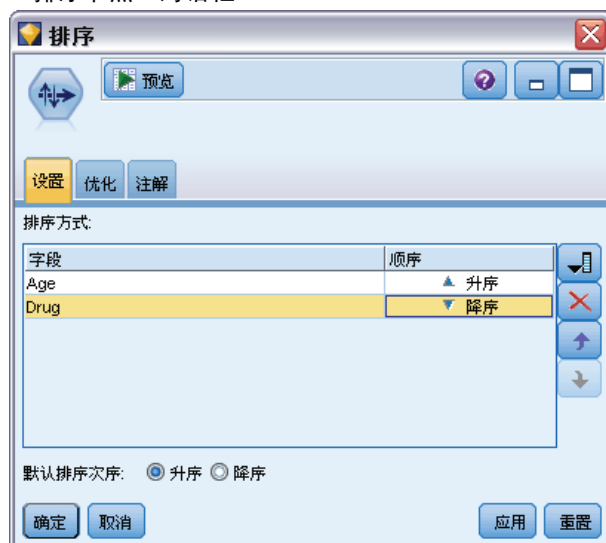 排序
预览
设置 优化 注解
排序方式:
字段 顺序
Age 升序
Drug 降序
默认排序次序: 升序 降序
确定 取消 应用 重置